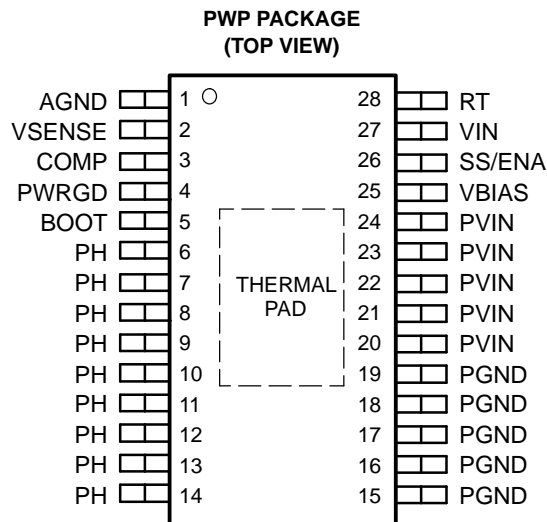 PWP PACKAGE
(TOP VIEW)
AGND 1 28 RT
VSENSE 2 27 VIN
COMP 3 26 SS/ENA
PWRGD 4 25 VBIAS
BOOT 5 24 PVIN
PH 6 23 PVIN
PH 7 22 PVIN
PH 8 21 PVIN
PH 9 20 PVIN
PH 10 19 PGND
PH 11 18 PGND
PH 12 17 PGND
PH 13 16 PGND
PH 14 15 PGND
THERMAL
PAD